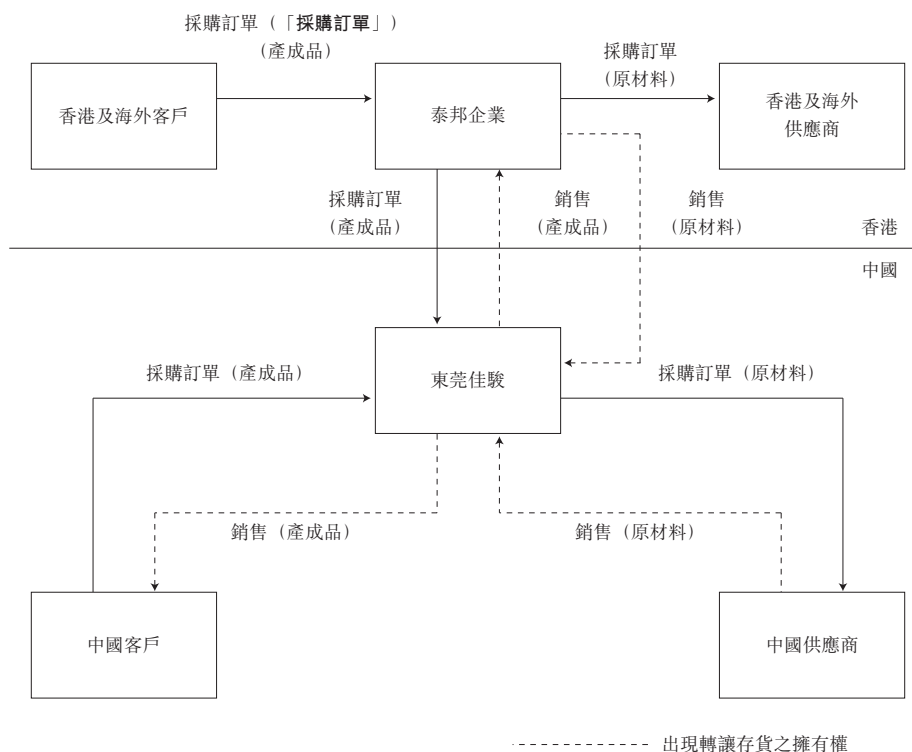 採購訂單（「採購訂單」）
（產成品）
採購訂單
（原材料）
香港及海外客戶
泰邦企業
香港及海外
供應商
採購訂單
（產成品）
銷售
（產成品）
銷售
（原材料）
香港
中國
採購訂單（產成品）
東莞佳駿
採購訂單（原材料）
銷售（產成品）
銷售（原材料）
中國客戶
中國供應商
出現轉讓存貨之擁有權